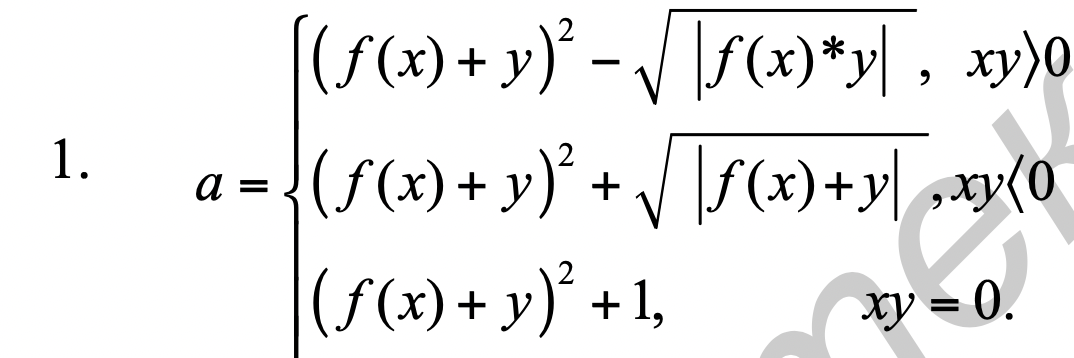 (f(x)+y)² − √|f(x)*y| , xy⟩0
1. a = { (f(x)+y)² + √|f(x)+y| , xy⟨0
(f(x)+y)² +1, xy = 0.